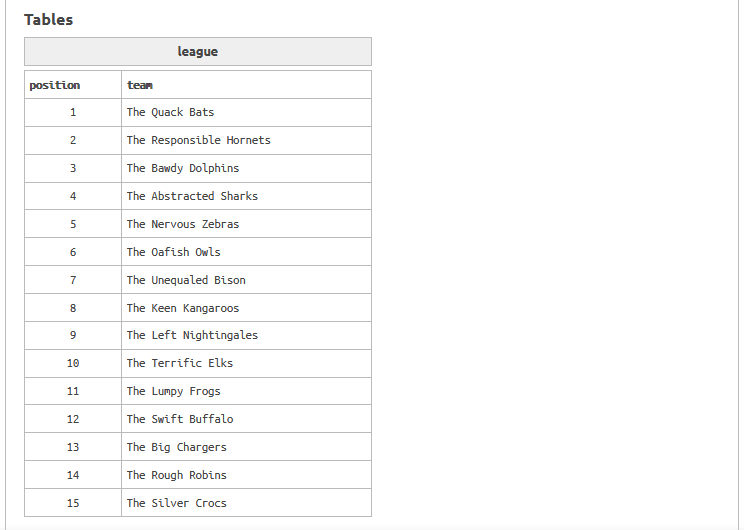 Tables
league
position team
1 The Quack Bats
2 The Responsible Hornets
3 The Bawdy Dolphins
4 The Abstracted Sharks
5 The Nervous Zebras
6 The Oafish Owls
7 The Unequaled Bison
8 The Keen Kangaroos
9 The Left Nightingales
10 The Terrific Elks
11 The Lumpy Frogs
12 The Swift Buffalo
13 The Big Chargers
14 The Rough Robins
15 The Silver Crocs